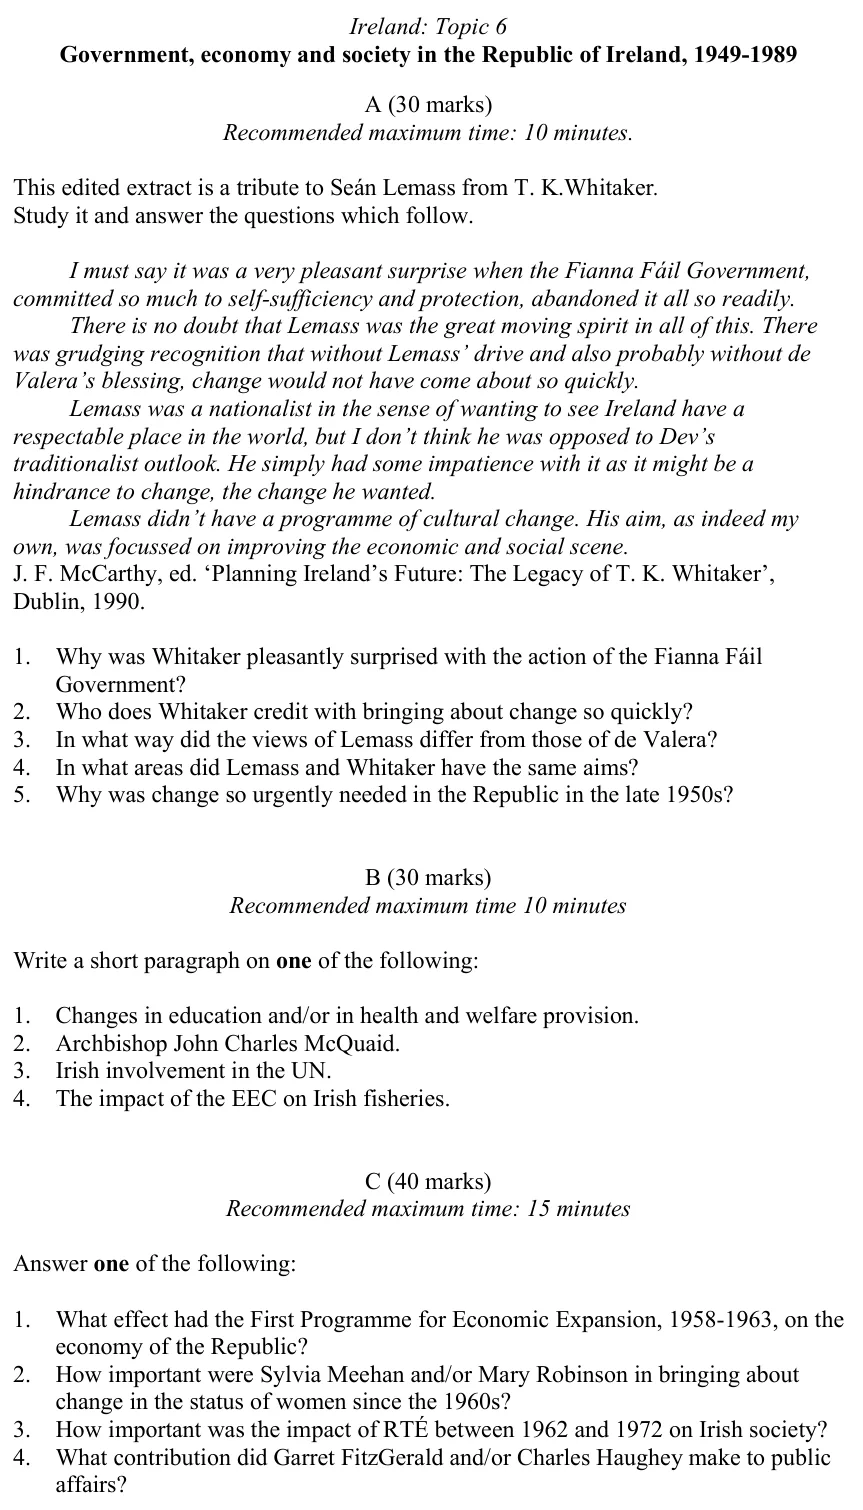 Ireland: Topic 6
Government, economy and society in the Republic of Ireland, 1949-1989
A (30 marks)
Recommended maximum time: 10 minutes.
This edited extract is a tribute to Seán Lemass from T. K.Whitaker.
Study it and answer the questions which follow.
I must say it was a very pleasant surprise when the Fianna Fáil Government,
committed so much to self-sufficiency and protection, abandoned it all so readily.
There is no doubt that Lemass was the great moving spirit in all of this. There
was grudging recognition that without Lemass’ drive and also probably without de
Valera’s blessing, change would not have come about so quickly.
Lemass was a nationalist in the sense of wanting to see Ireland have a
respectable place in the world, but I don’t think he was opposed to Dev’s
traditionalist outlook. He simply had some impatience with it as it might be a
hindrance to change, the change he wanted.
Lemass didn’t have a programme of cultural change. His aim, as indeed my
own, was focussed on improving the economic and social scene.
J. F. McCarthy, ed. ‘Planning Ireland’s Future: The Legacy of T. K. Whitaker’,
Dublin, 1990.
1. Why was Whitaker pleasantly surprised with the action of the Fianna Fáil
Government?
2. Who does Whitaker credit with bringing about change so quickly?
3. In what way did the views of Lemass differ from those of de Valera?
4. In what areas did Lemass and Whitaker have the same aims?
5. Why was change so urgently needed in the Republic in the late 1950s?
B (30 marks)
Recommended maximum time 10 minutes
Write a short paragraph on one of the following:
1. Changes in education and/or in health and welfare provision.
2. Archbishop John Charles McQuaid.
3. Irish involvement in the UN.
4. The impact of the EEC on Irish fisheries.
C (40 marks)
Recommended maximum time: 15 minutes
Answer one of the following:
1. What effect had the First Programme for Economic Expansion, 1958-1963, on the
economy of the Republic?
2. How important were Sylvia Meehan and/or Mary Robinson in bringing about
change in the status of women since the 1960s?
3. How important was the impact of RTÉ between 1962 and 1972 on Irish society?
4. What contribution did Garret FitzGerald and/or Charles Haughey make to public
affairs?